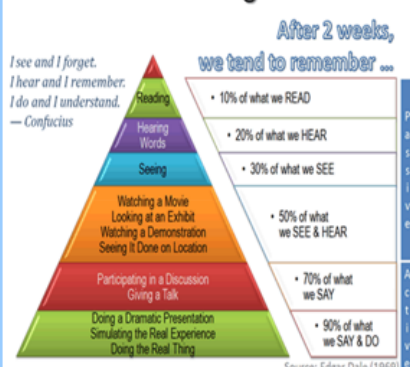 After 2 weeks,
we tend to remember ...
I see and I forget.
I hear and I remember.
I do and I understand.
— Confucius
Reading
• 10% of what we READ
Hearing
Words
• 20% of what we HEAR
Seeing
• 30% of what we SEE
Watching a Movie
Looking at an Exhibit
Watching a Demonstration
Seeing It Done on Location
• 50% of what
we SEE & HEAR
Participating in a Discussion
Giving a Talk
• 70% of what
we SAY
Doing a Dramatic Presentation
Simulating the Real Experience
Doing the Real Thing
• 90% of what
we SAY & DO
P
a
s
s
i
v
e
A
c
t
i
v
Source: Edgar Dale (1969)